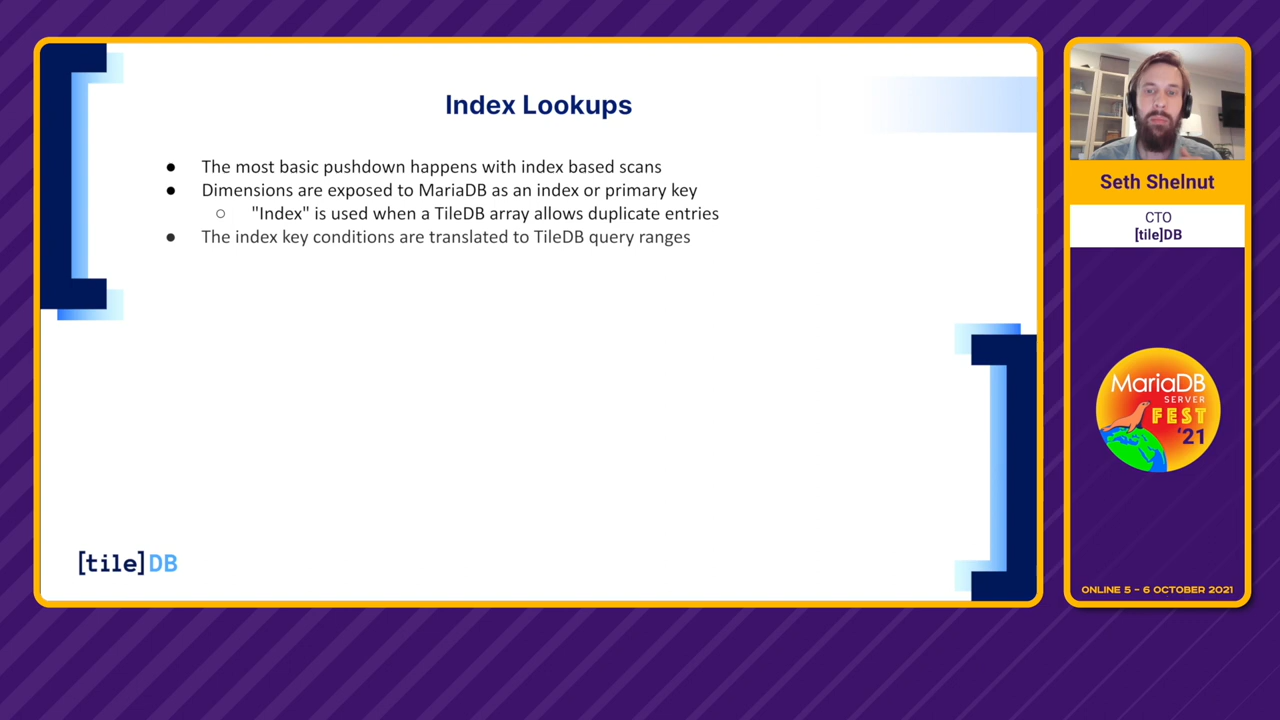 Index Lookups
● The most basic pushdown happens with index based scans
● Dimensions are exposed to MariaDB as an index or primary key
○ "Index" is used when a TileDB array allows duplicate entries
● The index key conditions are translated to TileDB query ranges
[tile]DB
Seth Shelnut
CTO
[tile]DB
MariaDB
SERVER
FEST
'21
ONLINE 5 - 6 OCTOBER 2021